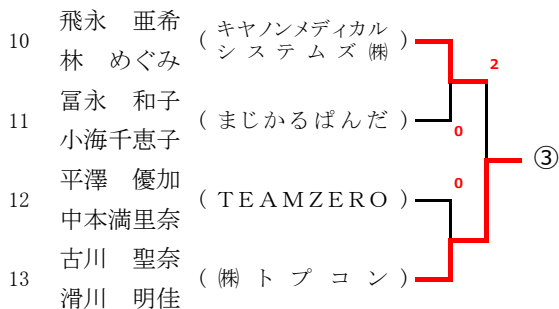 飛永　亜希
10 ( キヤノンメディカル
システムズ ㈱ )
林　めぐみ
2
冨永　和子
11 ( まじかるぱんだ )
小海千恵子
0
③
平澤　優加
0
12 ( TEAMZERO )
中本満里奈
古川　聖奈
13 ( ㈱トプコン )
滑川　明佳